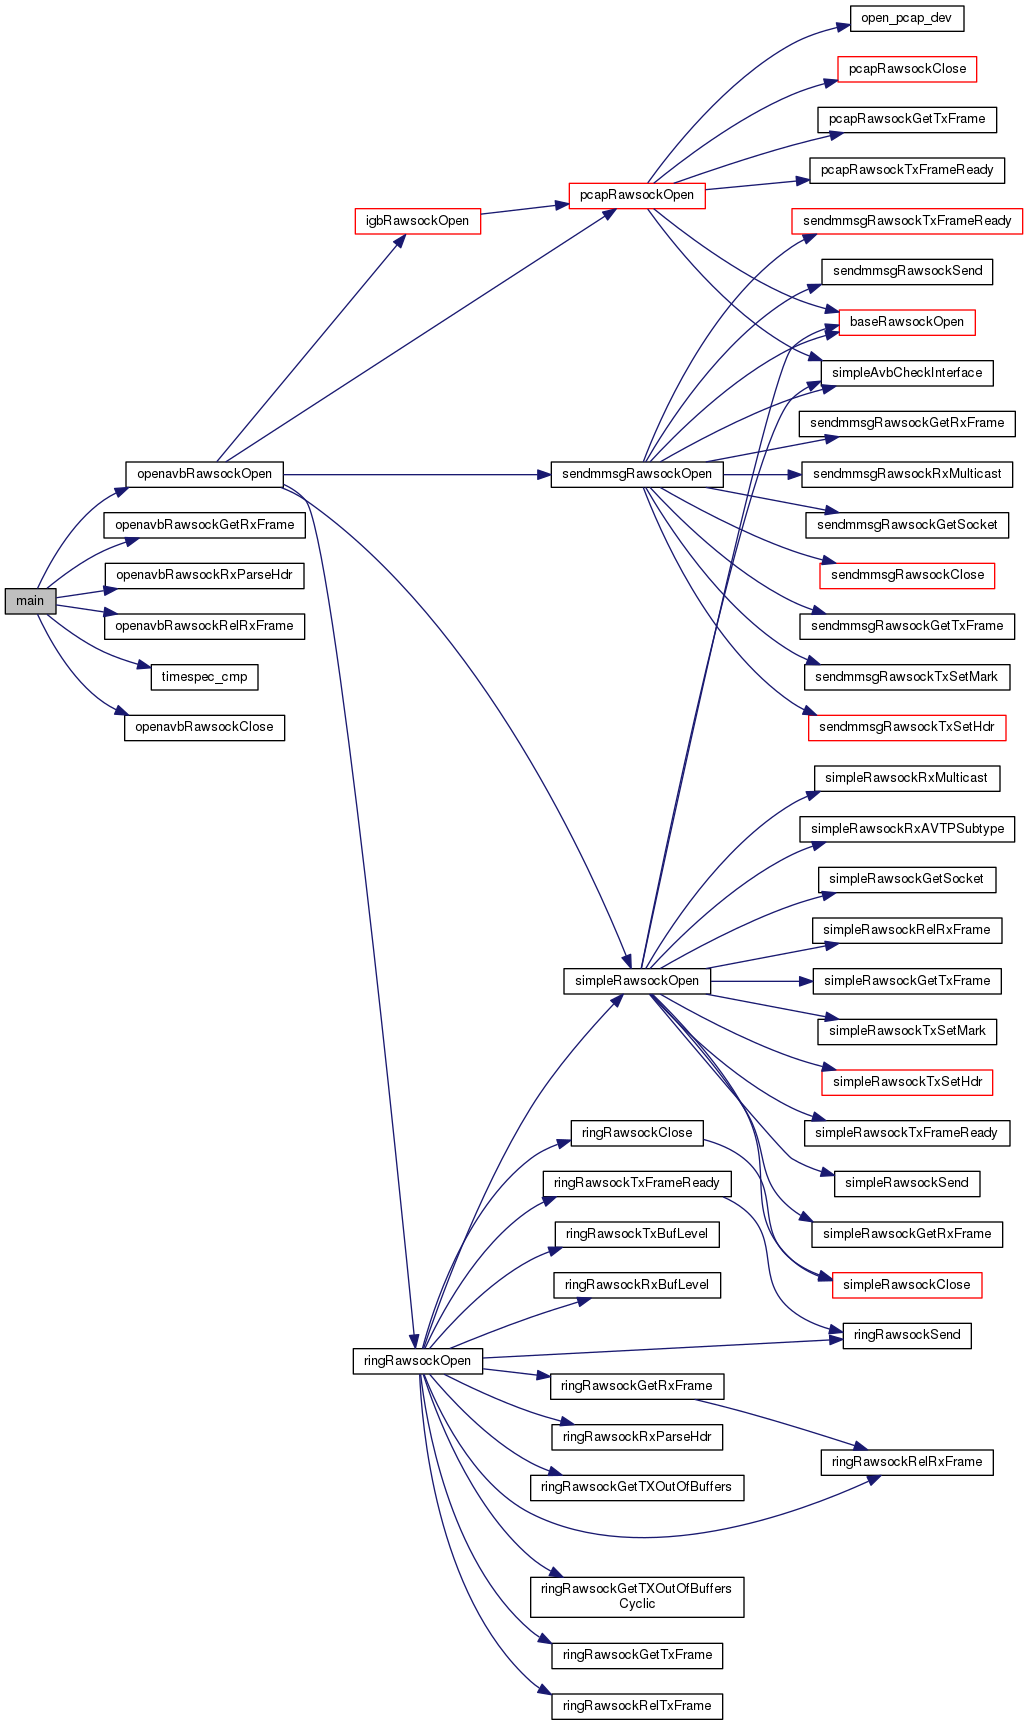 open_pcap_dev
pcapRawsockClose
pcapRawsockGetTxFrame
pcapRawsockTxFrameReady
pcapRawsockOpen
igbRawsockOpen
sendmmsgRawsockTxFrameReady
sendmmsgRawsockSend
baseRawsockOpen
simpleAvbCheckInterface
sendmmsgRawsockGetRxFrame
openavbRawsockOpen
sendmmsgRawsockOpen
sendmmsgRawsockRxMulticast
openavbRawsockGetRxFrame
sendmmsgRawsockGetSocket
openavbRawsockRxParseHdr
sendmmsgRawsockClose
main
openavbRawsockRelRxFrame
sendmmsgRawsockGetTxFrame
timespec_cmp
sendmmsgRawsockTxSetMark
openavbRawsockClose
sendmmsgRawsockTxSetHdr
simpleRawsockRxMulticast
simpleRawsockRxAVTPSubtype
simpleRawsockGetSocket
simpleRawsockRelRxFrame
simpleRawsockOpen
simpleRawsockGetTxFrame
simpleRawsockTxSetMark
simpleRawsockTxSetHdr
ringRawsockClose
simpleRawsockTxFrameReady
ringRawsockTxFrameReady
simpleRawsockSend
ringRawsockTxBufLevel
simpleRawsockGetRxFrame
ringRawsockRxBufLevel
simpleRawsockClose
ringRawsockSend
ringRawsockOpen
ringRawsockGetRxFrame
ringRawsockRxParseHdr
ringRawsockRelRxFrame
ringRawsockGetTXOutOfBuffers
ringRawsockGetTXOutOfBuffers
Cyclic
ringRawsockGetTxFrame
ringRawsockRelTxFrame